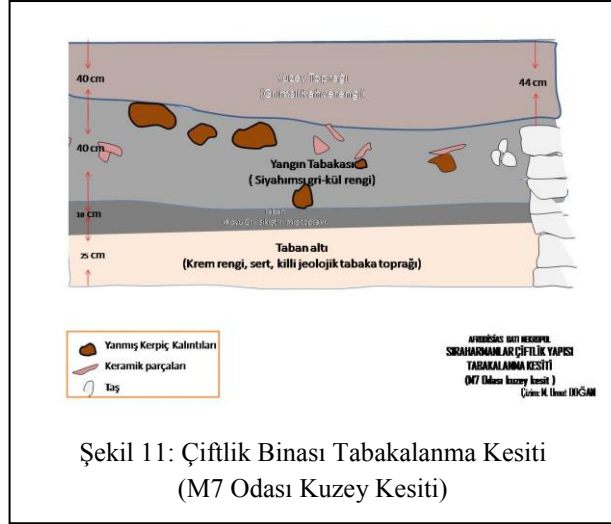 40 cm
44 cm
Yüzey Toprağı
(Grimsi Kahverengi)
40 cm
Yangın Tabakası
( Siyahımsı gri-kül rengi)
cm
Taban
25 cm
Taban altı
(Krem rengi, sert, killi jeolojik tabaka toprağı)
Yanmış Kerpiç Kalıntıları
Keramik parçaları
Taş
AFRODİSİAS BATI NEKROPOL
SIRAHARMANLAR ÇİFTLİK YAPISI
TABAKALANMA KESİTİ
(M7 Odası kuzey kesit )
Çizim: M. Umut DOĞAN
Şekil 11: Çiftlik Binası Tabakalanma Kesiti
(M7 Odası Kuzey Kesiti)